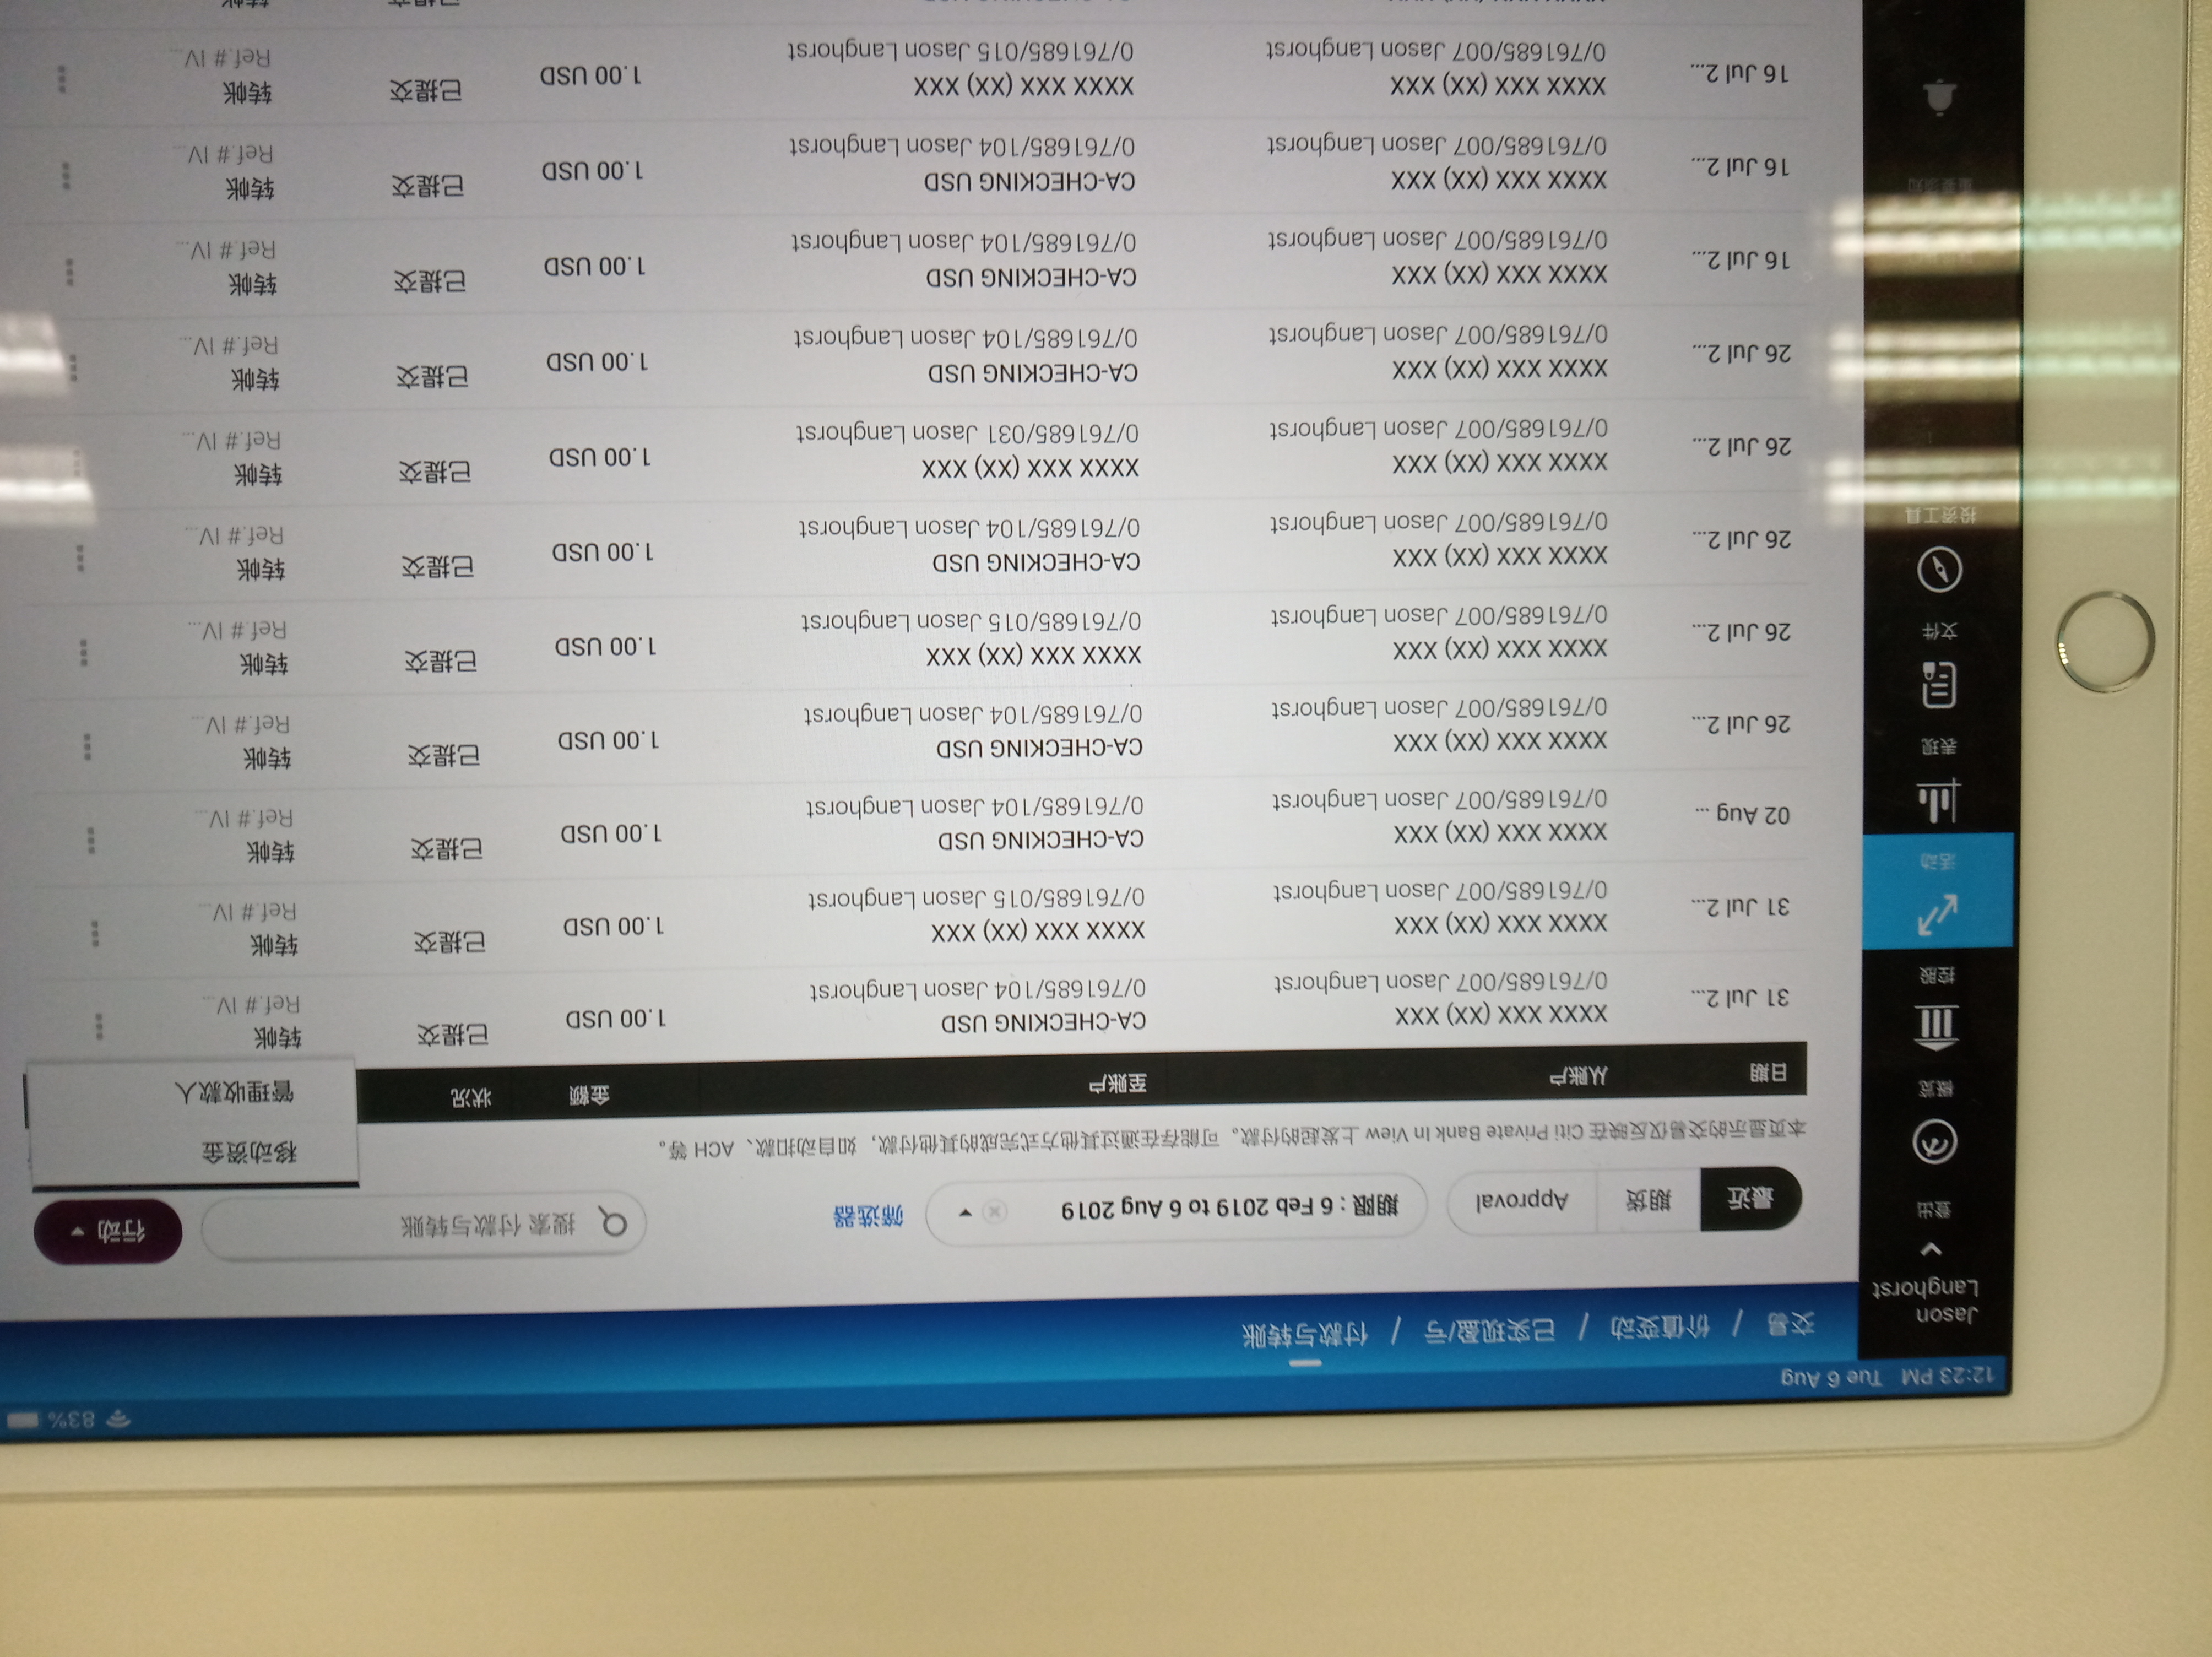 12:23 PM Tue 6 Aug
83%
Jason
Langhorst
登出
概览
控股
活动
表现
文件
投资工具
重要须知
交易 / 价值变动 / 已实现盈/亏 / 付款与转账
最近 期货 Approval 期限 : 6 Feb 2019 to 6 Aug 2019 筛选器 搜索 付款与转账 行动
移动资金
管理收款人
本页显示的交易仅反映在 Citi Private Bank In View 上发起的付款。可能存在通过其他方式完成的其他付款，如自动扣款、ACH 等。
日期 从账户 至账户 金额 状况
31 Jul 2... XXXX XXX (XX) XXX CA-CHECKING USD 1.00 USD 已提交 转帐
0/761685/007 Jason Langhorst 0/761685/104 Jason Langhorst Ref.# IV...
31 Jul 2... XXXX XXX (XX) XXX XXXX XXX (XX) XXX 1.00 USD 已提交 转帐
0/761685/007 Jason Langhorst 0/761685/015 Jason Langhorst Ref.# IV...
02 Aug ... XXXX XXX (XX) XXX CA-CHECKING USD 1.00 USD 已提交 转帐
0/761685/007 Jason Langhorst 0/761685/104 Jason Langhorst Ref.# IV...
26 Jul 2... XXXX XXX (XX) XXX CA-CHECKING USD 1.00 USD 已提交 转帐
0/761685/007 Jason Langhorst 0/761685/104 Jason Langhorst Ref.# IV...
26 Jul 2... XXXX XXX (XX) XXX XXXX XXX (XX) XXX 1.00 USD 已提交 转帐
0/761685/007 Jason Langhorst 0/761685/015 Jason Langhorst Ref.# IV...
26 Jul 2... XXXX XXX (XX) XXX CA-CHECKING USD 1.00 USD 已提交 转帐
0/761685/007 Jason Langhorst 0/761685/104 Jason Langhorst Ref.# IV...
26 Jul 2... XXXX XXX (XX) XXX XXXX XXX (XX) XXX 1.00 USD 已提交 转帐
0/761685/007 Jason Langhorst 0/761685/031 Jason Langhorst Ref.# IV...
26 Jul 2... XXXX XXX (XX) XXX CA-CHECKING USD 1.00 USD 已提交 转帐
0/761685/007 Jason Langhorst 0/761685/104 Jason Langhorst Ref.# IV...
16 Jul 2... XXXX XXX (XX) XXX CA-CHECKING USD 1.00 USD 已提交 转帐
0/761685/007 Jason Langhorst 0/761685/104 Jason Langhorst Ref.# IV...
16 Jul 2... XXXX XXX (XX) XXX CA-CHECKING USD 1.00 USD 已提交 转帐
0/761685/007 Jason Langhorst 0/761685/104 Jason Langhorst Ref.# IV...
16 Jul 2... XXXX XXX (XX) XXX XXXX XXX (XX) XXX 1.00 USD 已提交 转帐
0/761685/007 Jason Langhorst 0/761685/015 Jason Langhorst Ref.# IV...